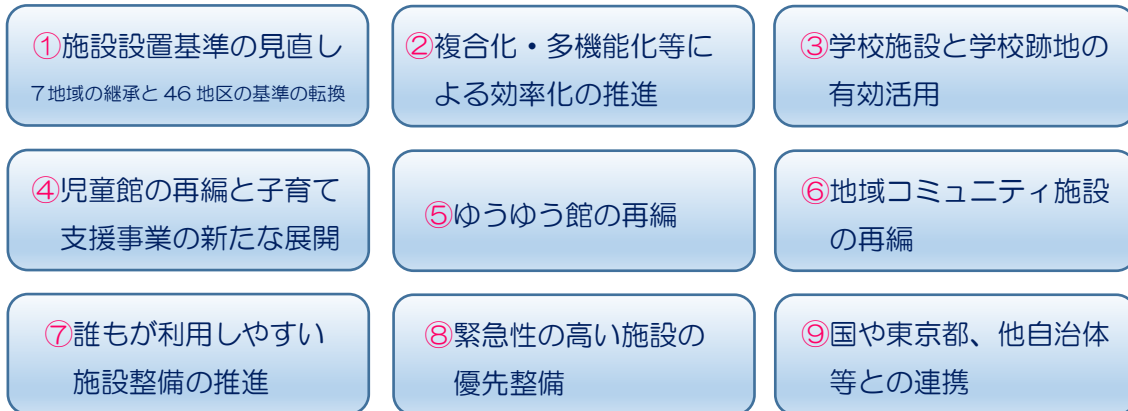 ①施設設置基準の見直し
7地域の継承と46地区の基準の転換
②複合化・多機能化等に
よる効率化の推進
③学校施設と学校跡地の
有効活用
④児童館の再編と子育て
支援事業の新たな展開
⑤ゆうゆう館の再編
⑥地域コミュニティ施設
の再編
⑦誰もが利用しやすい
施設整備の推進
⑧緊急性の高い施設の
優先整備
⑨国や東京都、他自治体
等との連携